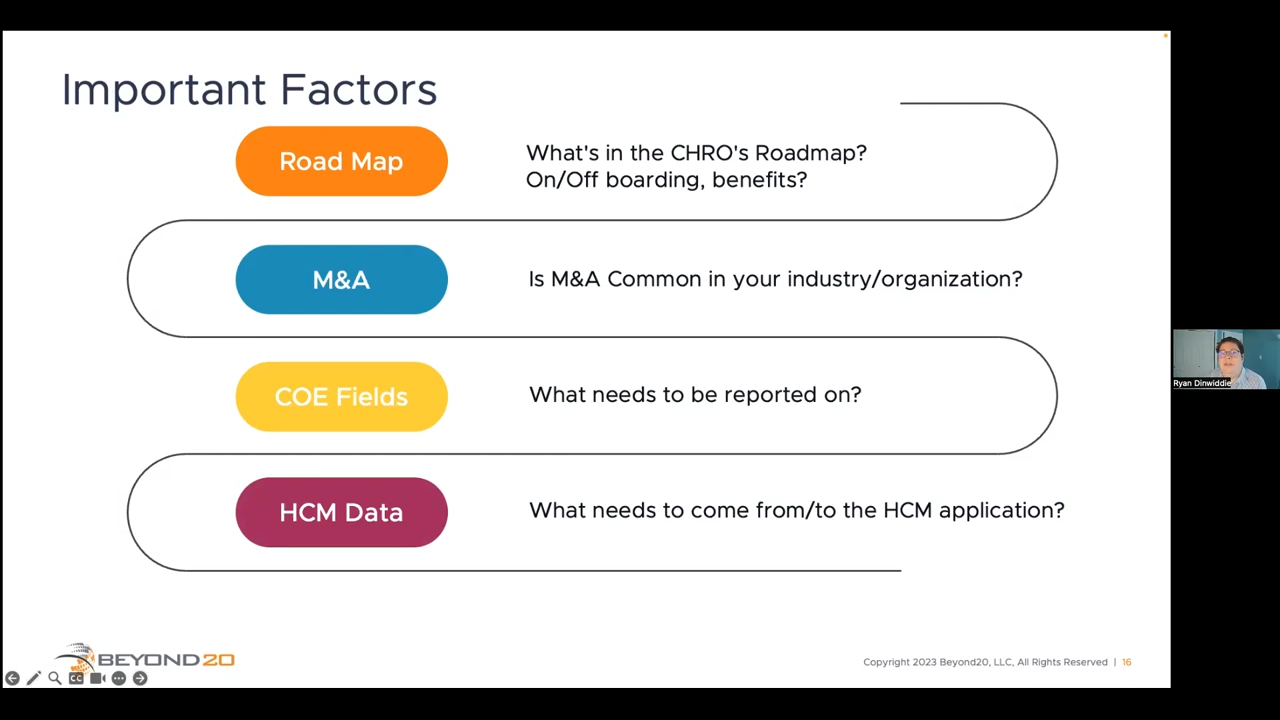 Important Factors
Road Map
What's in the CHRO's Roadmap?
On/Off boarding, benefits?
M&A
Is M&A Common in your industry/organization?
COE Fields
What needs to be reported on?
HCM Data
What needs to come from/to the HCM application?
Ryan Dinwiddie
BEYOND20
CC
Copyright 2023 Beyond20, LLC, All Rights Reserved | 16